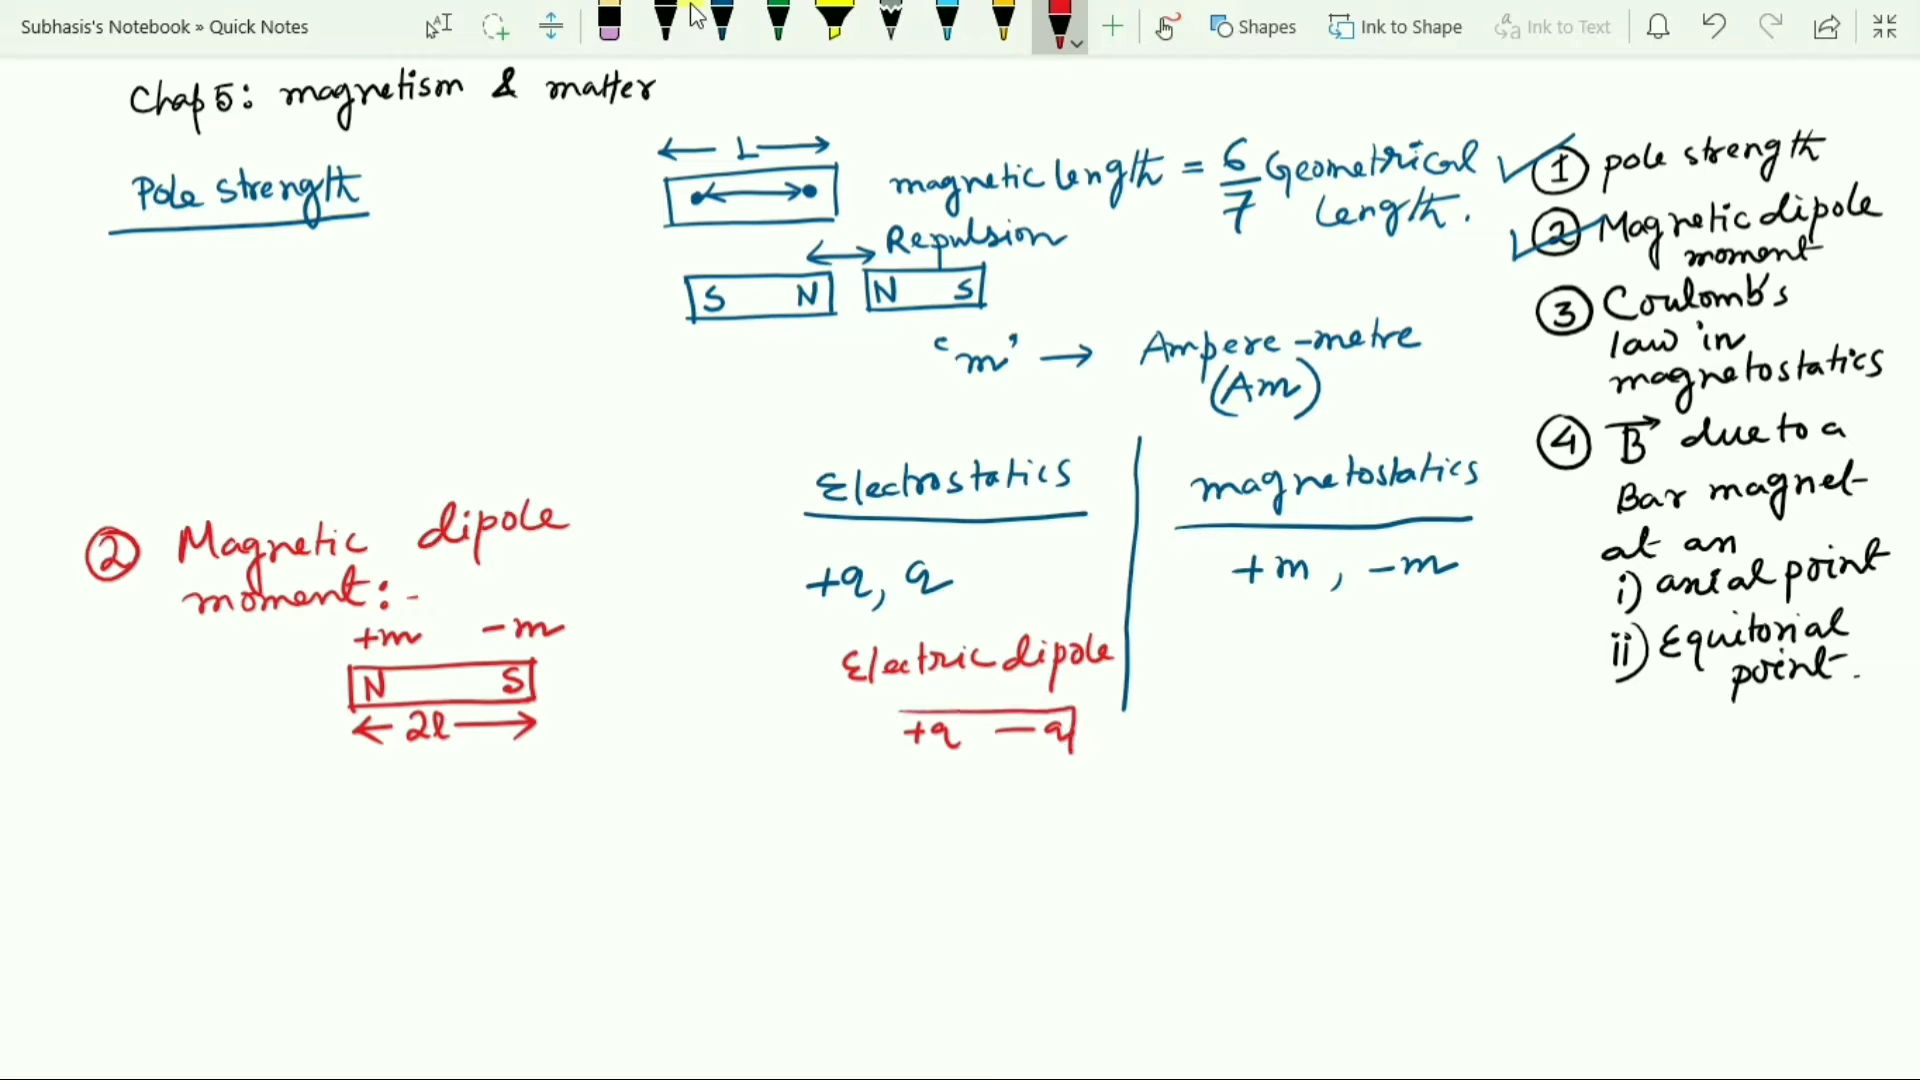 Subhasis's Notebook » Quick Notes
Shapes
Ink to Shape
Ink to Text
Chap 5: magnetism & matter
Pole strength
L
magnetic length = 6/7 Geometrical
length.
Repulsion
S N
N S
'm' → Ampere-metre
(Am)
Electrostatics
magnetostatics
+q, q
+m, -m
② Magnetic dipole
moment:-
+m -m
N S
2l
Electric dipole
+q -q
① pole strength
② Magnetic dipole
moment
③ Coulomb's
law in
magnetostatics
④ B⃗ due to a
Bar magnet
at an
i) axial point
ii) Equitorial
point.